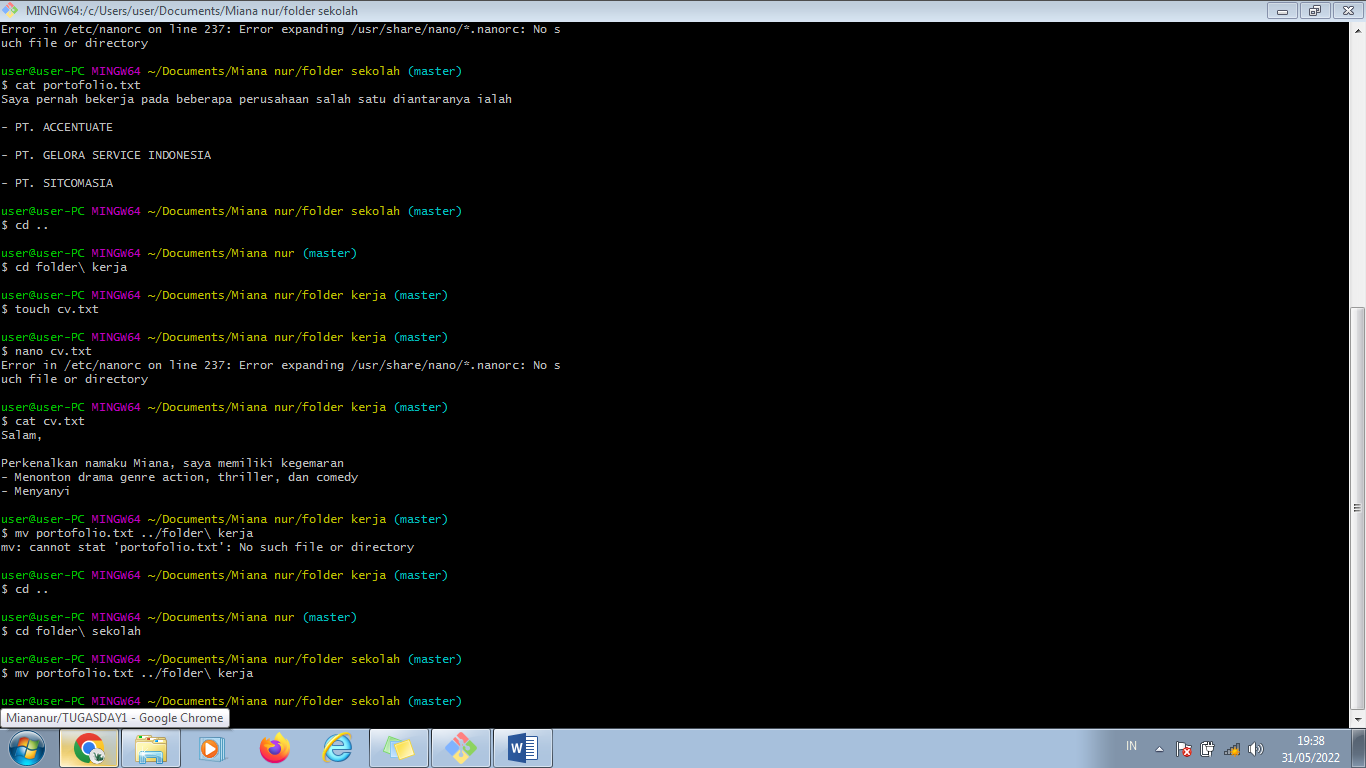 MINGW64:/c/Users/user/Documents/Miana nur/folder sekolah
Error in /etc/nanorc on line 237: Error expanding /usr/share/nano/*.nanorc: No s
uch file or directory
user@user-PC MINGW64 ~/Documents/Miana nur/folder sekolah (master)
$ cat portofolio.txt
Saya pernah bekerja pada beberapa perusahaan salah satu diantaranya ialah
- PT. ACCENTUATE
- PT. GELORA SERVICE INDONESIA
- PT. SITCOMASIA
user@user-PC MINGW64 ~/Documents/Miana nur/folder sekolah (master)
$ cd ..
user@user-PC MINGW64 ~/Documents/Miana nur (master)
$ cd folder\ kerja
user@user-PC MINGW64 ~/Documents/Miana nur/folder kerja (master)
$ touch cv.txt
user@user-PC MINGW64 ~/Documents/Miana nur/folder kerja (master)
$ nano cv.txt
Error in /etc/nanorc on line 237: Error expanding /usr/share/nano/*.nanorc: No s
uch file or directory
user@user-PC MINGW64 ~/Documents/Miana nur/folder kerja (master)
$ cat cv.txt
Salam,
Perkenalkan namaku Miana, saya memiliki kegemaran
- Menonton drama genre action, thriller, dan comedy
- Menyanyi
user@user-PC MINGW64 ~/Documents/Miana nur/folder kerja (master)
$ mv portofolio.txt ../folder\ kerja
mv: cannot stat 'portofolio.txt': No such file or directory
user@user-PC MINGW64 ~/Documents/Miana nur/folder kerja (master)
$ cd ..
user@user-PC MINGW64 ~/Documents/Miana nur (master)
$ cd folder\ sekolah
user@user-PC MINGW64 ~/Documents/Miana nur/folder sekolah (master)
$ mv portofolio.txt ../folder\ kerja
user@user-PC MINGW64 ~/Documents/Miana nur/folder sekolah (master)
Miananur/TUGASDAY1 - Google Chrome
IN
19:38
31/05/2022